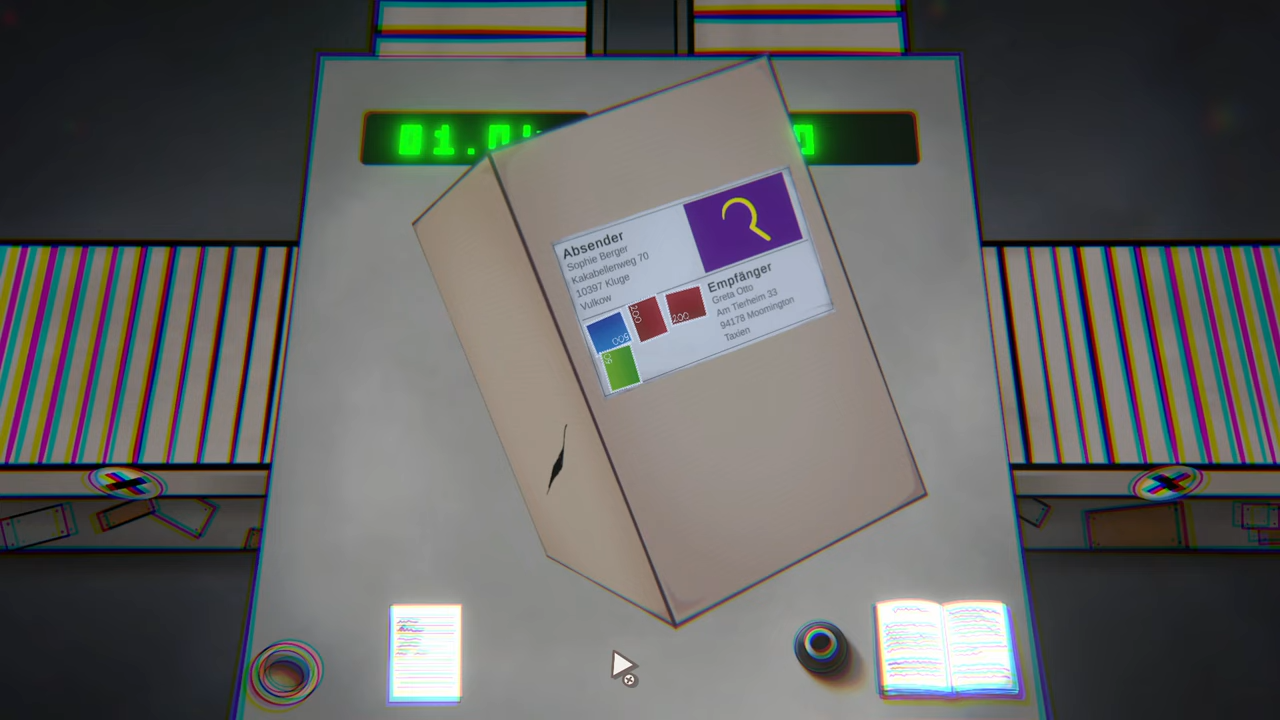 01.0
0
Absender
Sophie Berger
Kakabellenweg 70
10397 Kluge
Vulkow
Empfänger
Greta Otto
Am Tierheim 33
94178 Moomington
Taxien
500
200
200